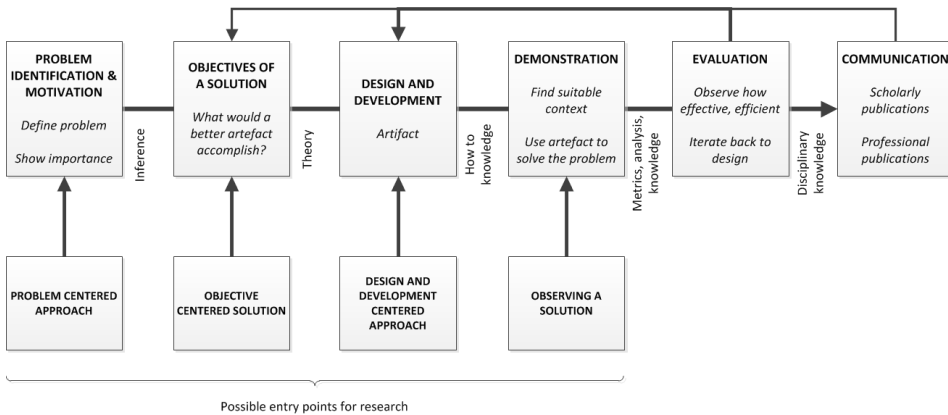 PROBLEM
IDENTIFICATION &
MOTIVATION
Define problem
Show importance
Inference
OBJECTIVES OF
A SOLUTION
What would a
better artefact
accomplish?
Theory
DESIGN AND
DEVELOPMENT
Artifact
How to
knowledge
DEMONSTRATION
Find suitable
context
Use artefact to
solve the problem
Metrics, analysis,
knowledge
EVALUATION
Observe how
effective, efficient
Iterate back to
design
Disciplinary
knowledge
COMMUNICATION
Scholarly
publications
Professional
publications
PROBLEM CENTERED
APPROACH
OBJECTIVE
CENTERED SOLUTION
DESIGN AND
DEVELOPMENT
CENTERED
APPROACH
OBSERVING A
SOLUTION
Possible entry points for research